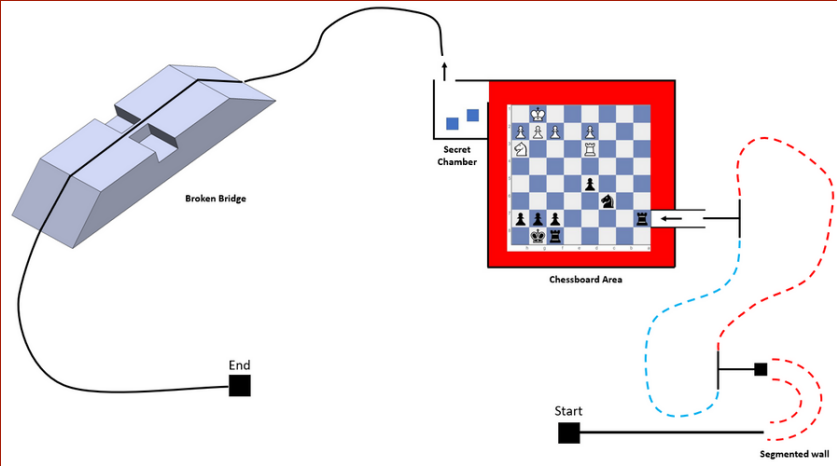 Secret
Chamber
Broken Bridge
Chessboard Area
End
Start
Segmented wall